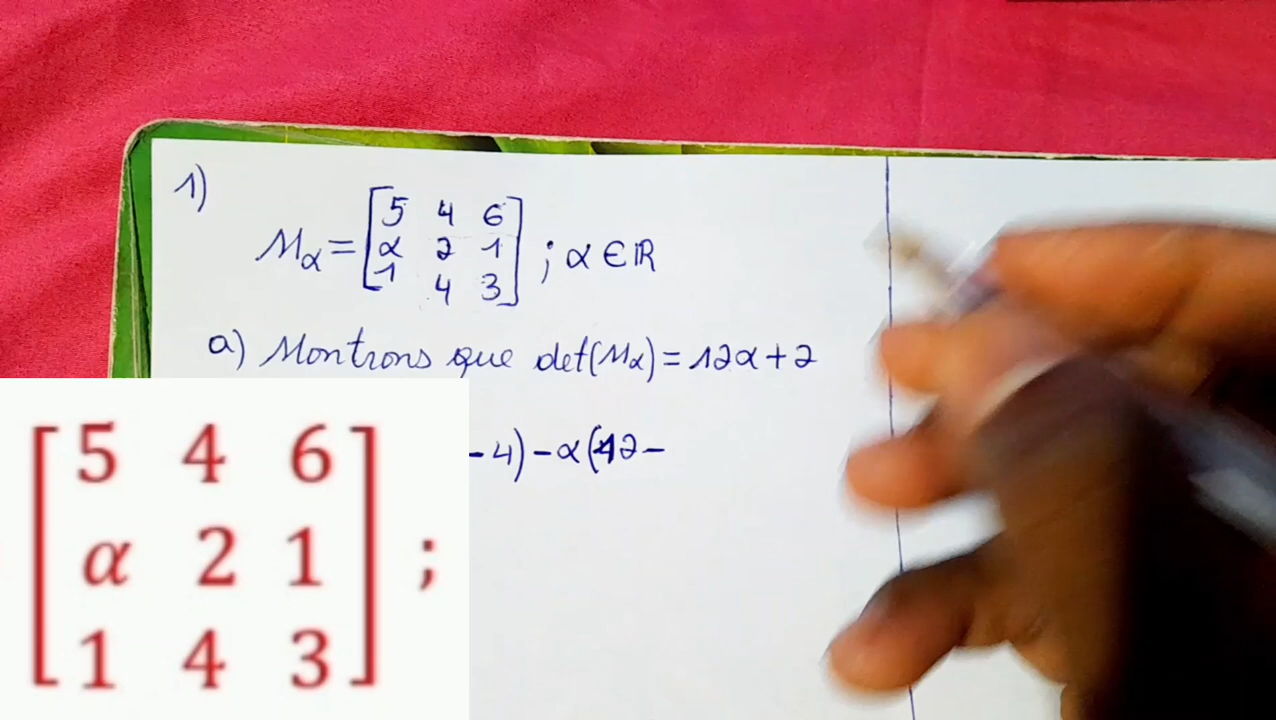 1)
Mα = [5 4 6
α 2 1
1 4 3] ; α ∈ ℝ
a) Montrons que det(Mα) = 12α + 2
- 4) - α(12 -
[5 4 6
α 2 1
1 4 3] ;